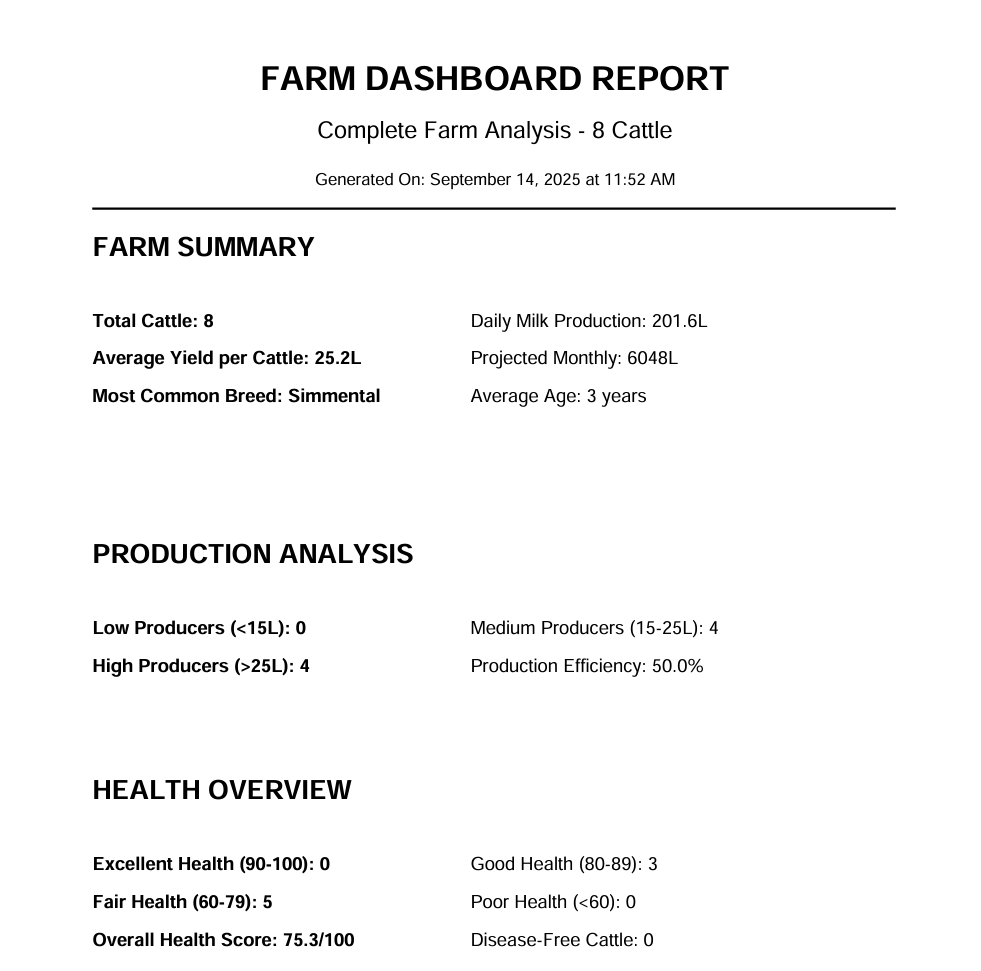 FARM DASHBOARD REPORT
Complete Farm Analysis - 8 Cattle
Generated On: September 14, 2025 at 11:52 AM
FARM SUMMARY
Total Cattle: 8 Daily Milk Production: 201.6L
Average Yield per Cattle: 25.2L Projected Monthly: 6048L
Most Common Breed: Simmental Average Age: 3 years
PRODUCTION ANALYSIS
Low Producers (<15L): 0 Medium Producers (15-25L): 4
High Producers (>25L): 4 Production Efficiency: 50.0%
HEALTH OVERVIEW
Excellent Health (90-100): 0 Good Health (80-89): 3
Fair Health (60-79): 5 Poor Health (<60): 0
Overall Health Score: 75.3/100 Disease-Free Cattle: 0